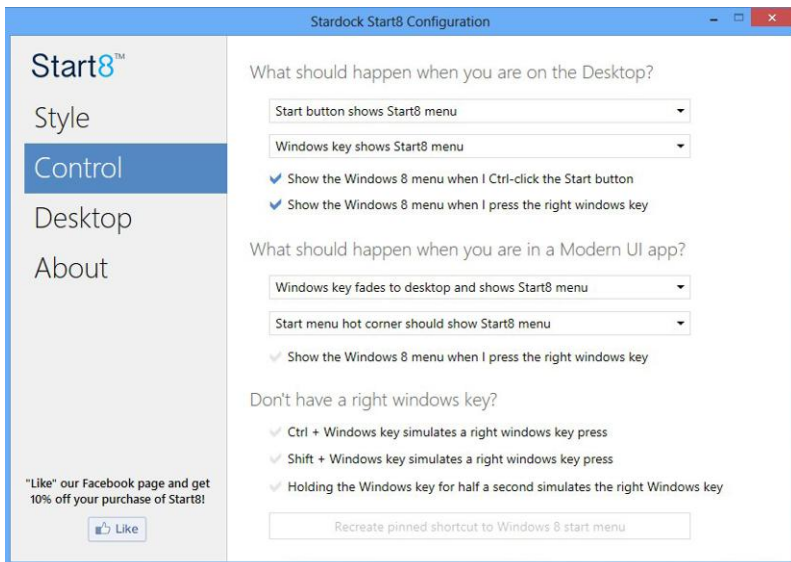 Stardock Start8 Configuration
Start8™
Style
Control
Desktop
About
"Like" our Facebook page and get
10% off your purchase of Start8!
Like
What should happen when you are on the Desktop?
Start button shows Start8 menu
Windows key shows Start8 menu
Show the Windows 8 menu when I Ctrl-click the Start button
Show the Windows 8 menu when I press the right windows key
What should happen when you are in a Modern UI app?
Windows key fades to desktop and shows Start8 menu
Start menu hot corner should show Start8 menu
Show the Windows 8 menu when I press the right windows key
Don't have a right windows key?
Ctrl + Windows key simulates a right windows key press
Shift + Windows key simulates a right windows key press
Holding the Windows key for half a second simulates the right Windows key
Recreate pinned shortcut to Windows 8 start menu